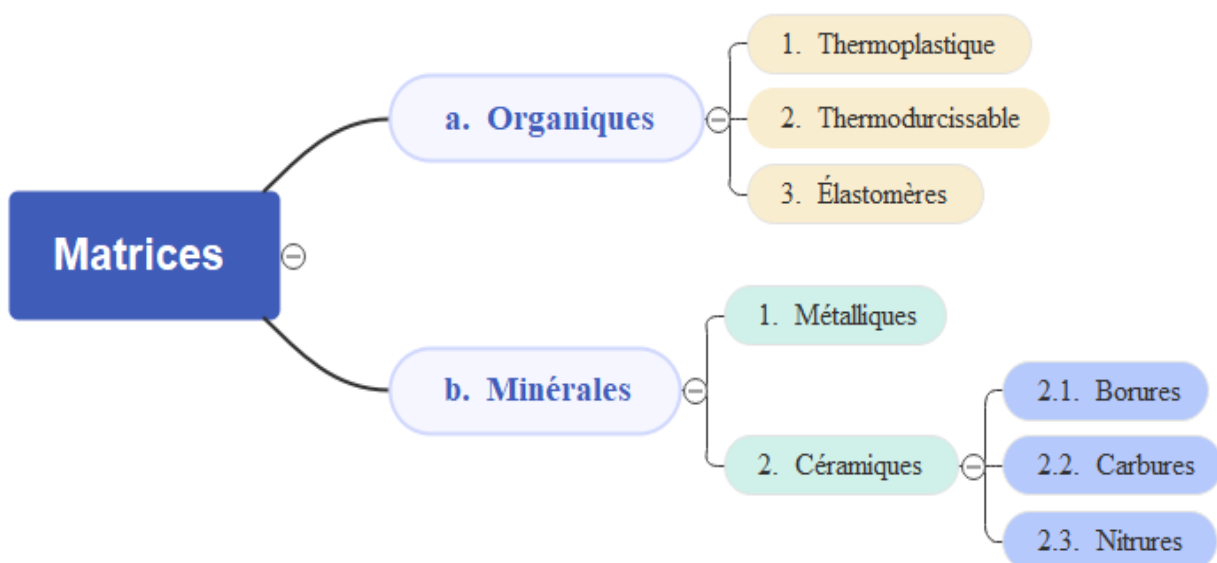 Matrices
a. Organiques
1. Thermoplastique
2. Thermodurcissable
3. Élastomères
b. Minérales
1. Métalliques
2. Céramiques
2.1. Borures
2.2. Carbures
2.3. Nitrures